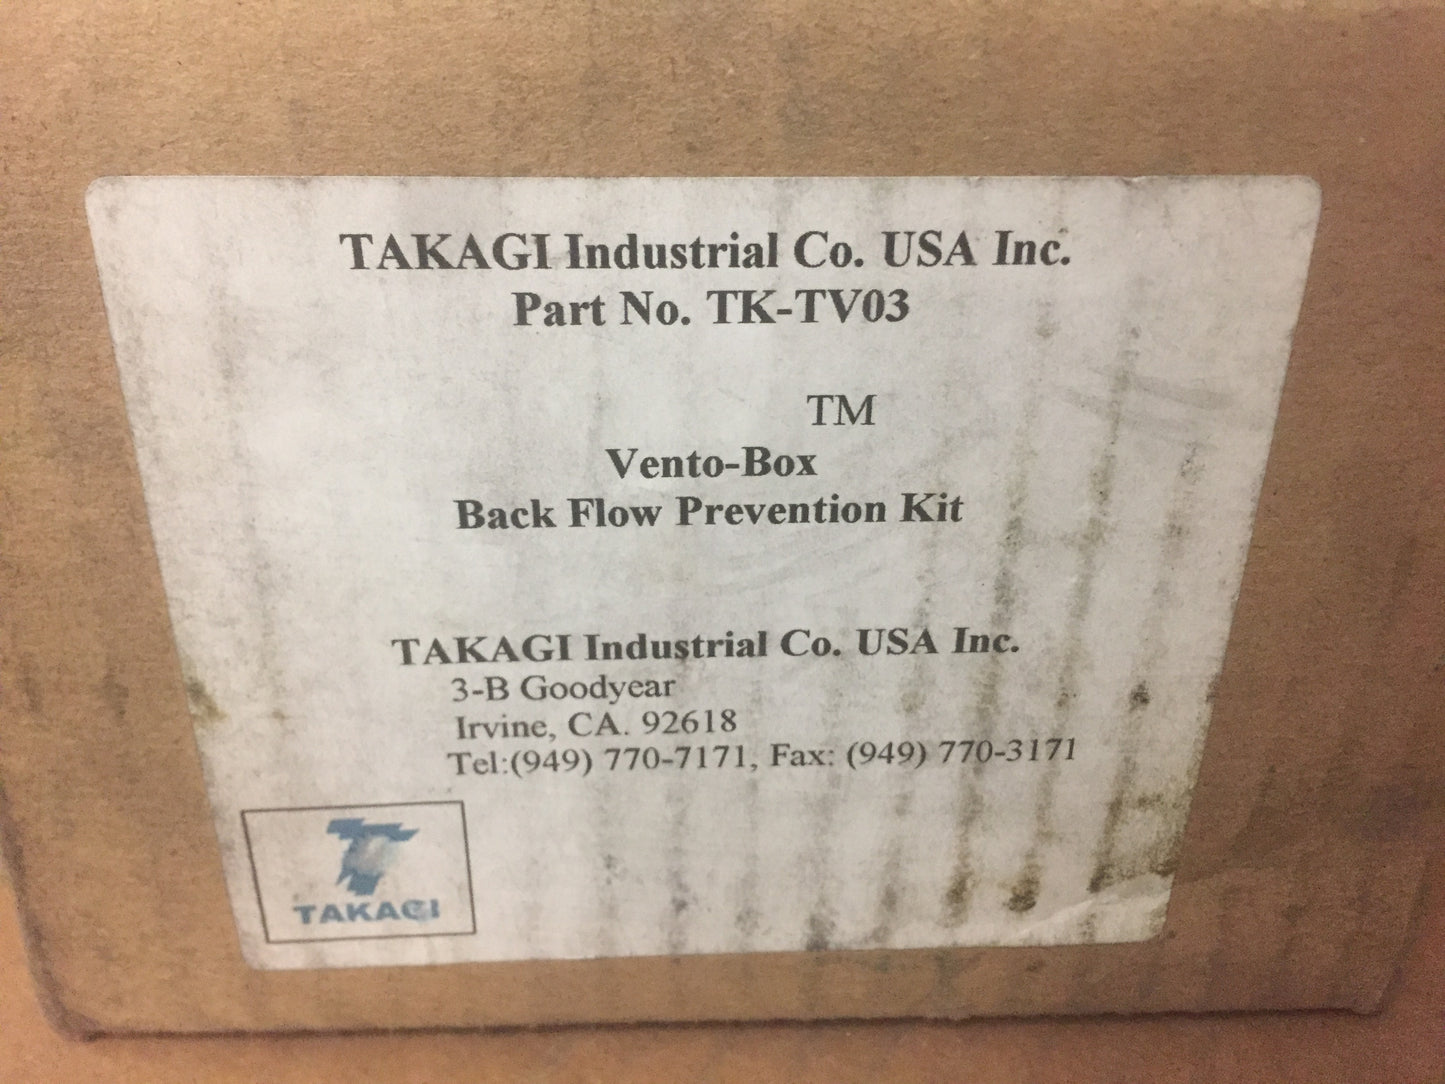 TAKAGI Industrial Co. USA Inc.
Part No. TK-TV03
TM
Vento-Box
Back Flow Prevention Kit
TAKAGI Industrial Co. USA Inc.
3-B Goodyear
Irvine, CA. 92618
Tel:(949) 770-7171, Fax: (949) 770-3171
TAKAGI